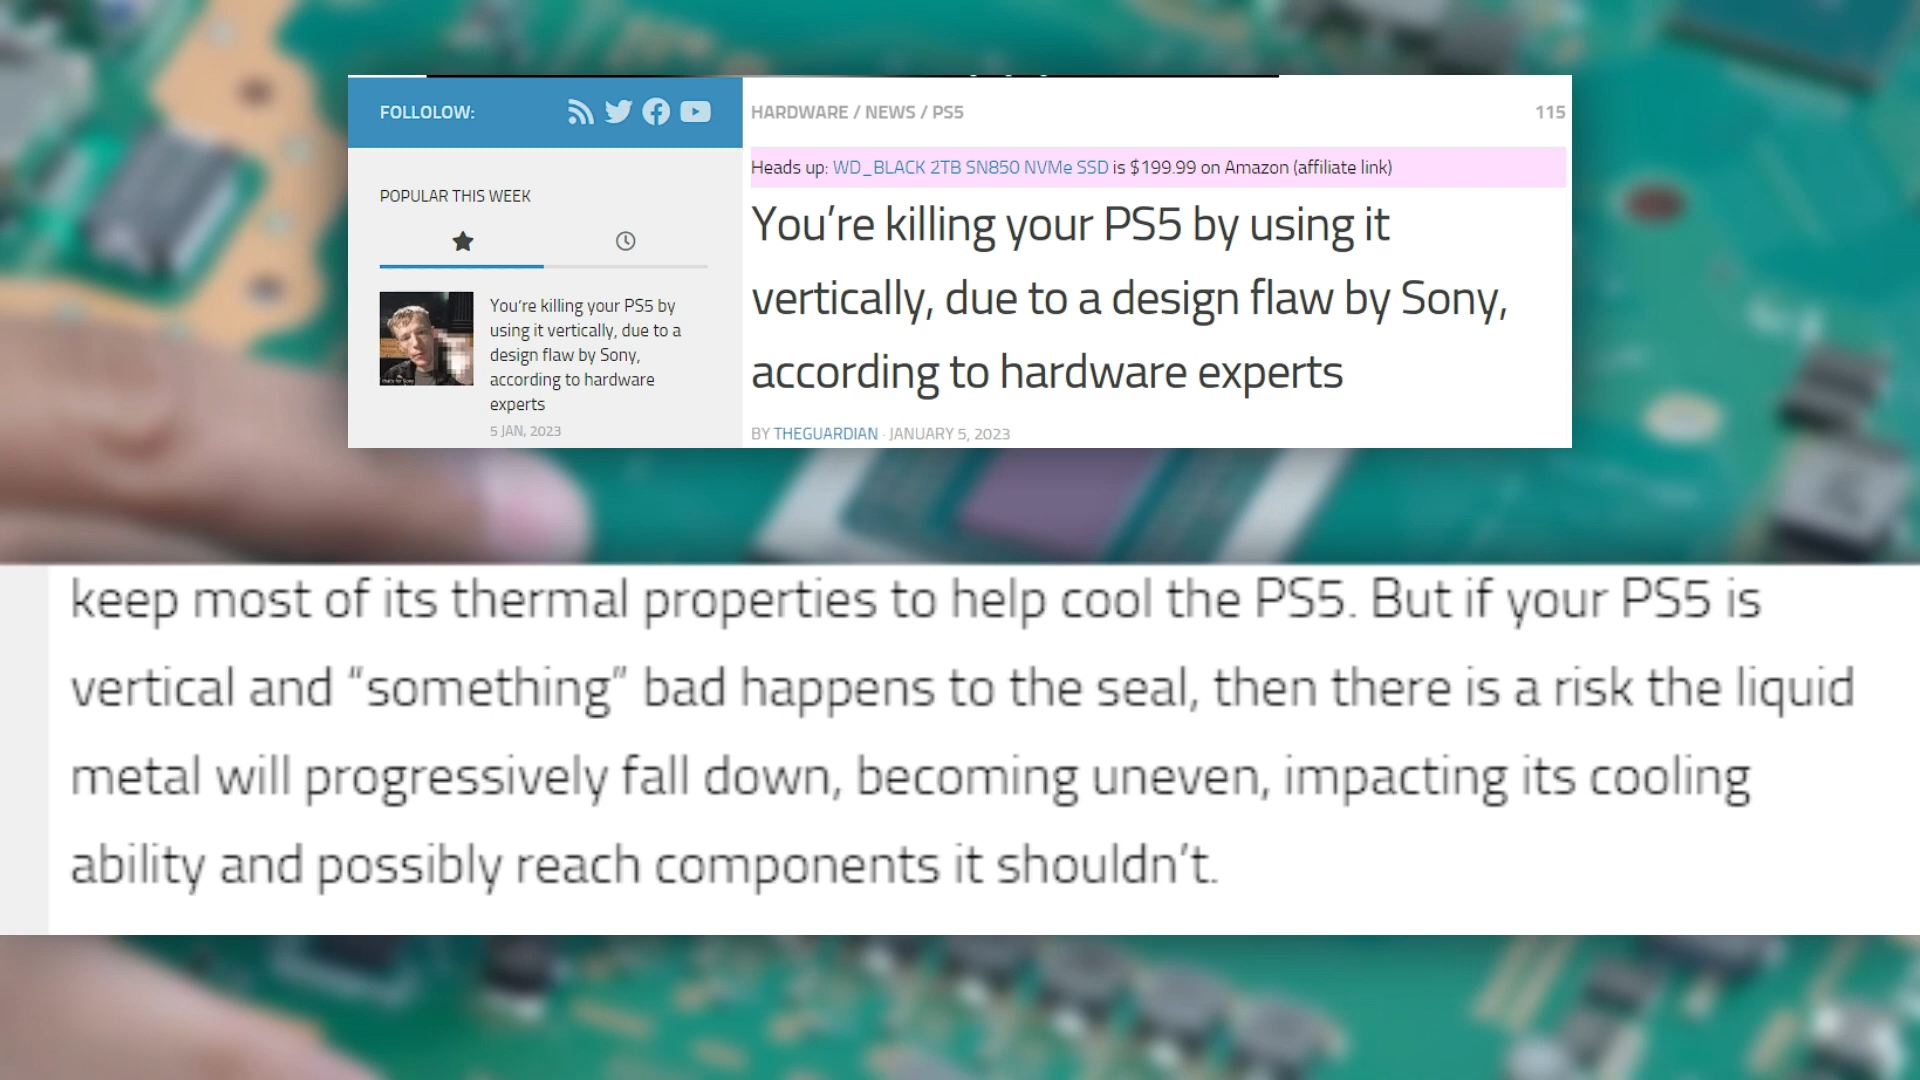 FOLLOLOW:
POPULAR THIS WEEK
You're killing your PS5 by
using it vertically, due to a
design flaw by Sony,
according to hardware
experts
5 JAN, 2023
HARDWARE / NEWS / PS5
115
Heads up: WD_BLACK 2TB SN850 NVMe SSD is $199.99 on Amazon (affiliate link)
You’re killing your PS5 by using it
vertically, due to a design flaw by Sony,
according to hardware experts
BY THEGUARDIAN · JANUARY 5, 2023
keep most of its thermal properties to help cool the PS5. But if your PS5 is
vertical and “something” bad happens to the seal, then there is a risk the liquid
metal will progressively fall down, becoming uneven, impacting its cooling
ability and possibly reach components it shouldn’t.